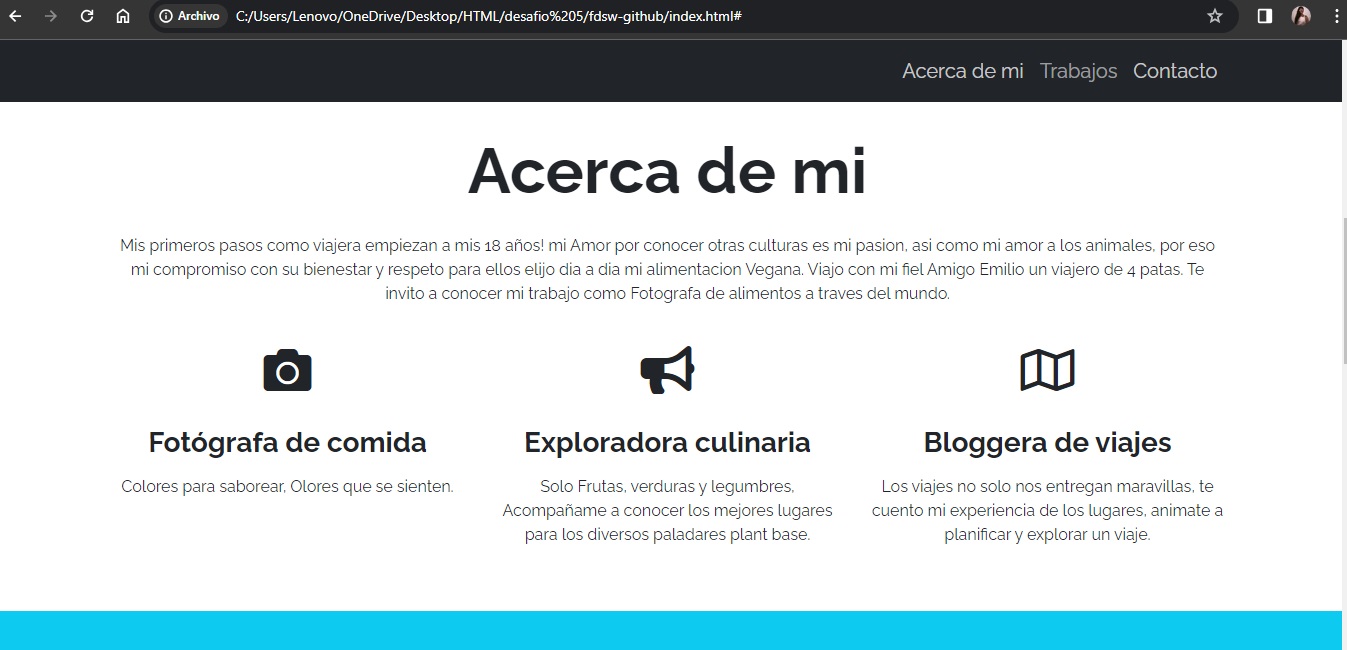 Archivo C:/Users/Lenovo/OneDrive/Desktop/HTML/desafio%205/fdsw-github/index.html#
Acerca de mi Trabajos Contacto
Acerca de mi
Mis primeros pasos como viajera empiezan a mis 18 años! mi Amor por conocer otras culturas es mi pasion, asi como mi amor a los animales, por eso
mi compromiso con su bienestar y respeto para ellos elijo dia a dia mi alimentacion Vegana. Viajo con mi fiel Amigo Emilio un viajero de 4 patas. Te
invito a conocer mi trabajo como Fotografa de alimentos a traves del mundo.
Fotógrafa de comida
Colores para saborear, Olores que se sienten.
Exploradora culinaria
Solo Frutas, verduras y legumbres,
Acompañame a conocer los mejores lugares
para los diversos paladares plant base.
Bloggera de viajes
Los viajes no solo nos entregan maravillas, te
cuento mi experiencia de los lugares, animate a
planificar y explorar un viaje.